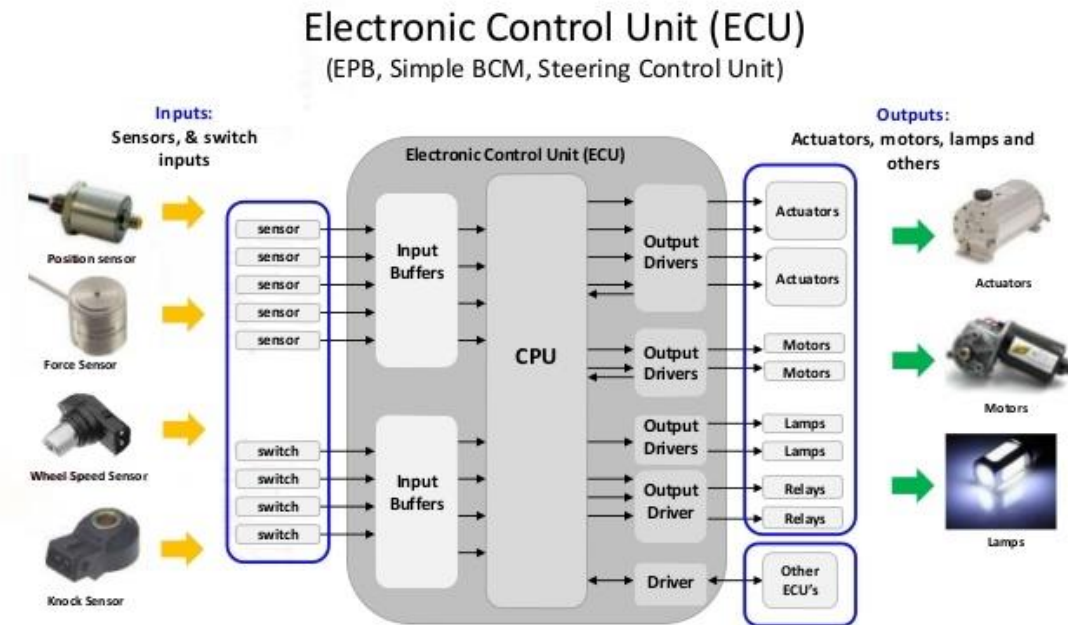 Electronic Control Unit (ECU)
(EPB, Simple BCM, Steering Control Unit)
Inputs:
Sensors, & switch
inputs
Position sensor
Force Sensor
Wheel Speed Sensor
Knock Sensor
sensor
sensor
sensor
sensor
sensor
switch
switch
switch
switch
Electronic Control Unit (ECU)
Input
Buffers
Input
Buffers
CPU
Output
Drivers
Output
Drivers
Output
Drivers
Output
Driver
Driver
Outputs:
Actuators, motors, lamps and
others
Actuators
Actuators
Motors
Motors
Lamps
Lamps
Relays
Relays
Other
ECU's
Actuators
Motors
Lamps